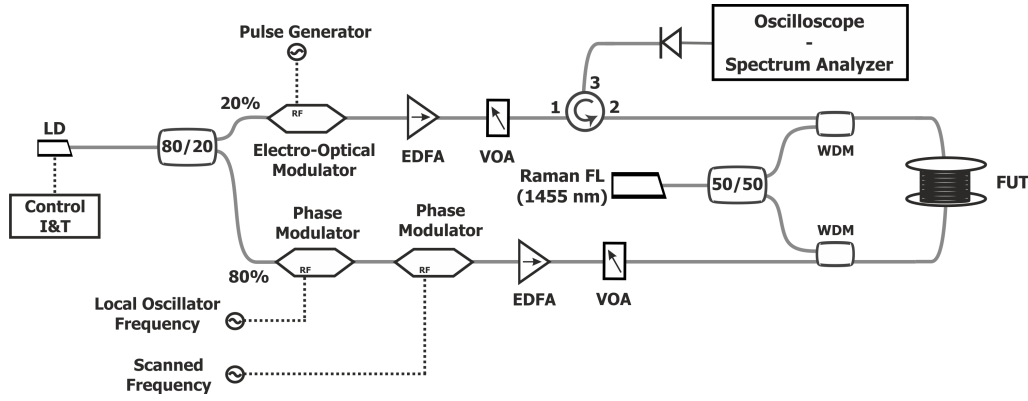 Pulse Generator
Oscilloscope
-
Spectrum Analyzer
3
20%
1
2
RF
LD
80/20
Electro-Optical
Modulator
EDFA
VOA
WDM
Raman FL
(1455 nm)
50/50
FUT
Control
I&T
Phase
Modulator
Phase
Modulator
WDM
80%
RF
RF
EDFA
VOA
Local Oscillator
Frequency
Scanned
Frequency